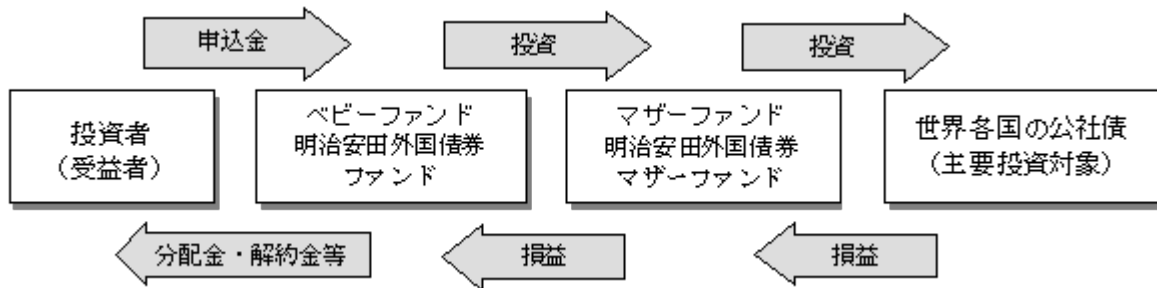 申込金
投資
投資
投資者
(受益者)
ベビーファンド
明治安田外国債券
ファンド
マザーファンド
明治安田外国債券
マザーファンド
世界各国の公社債
(主要投資対象)
分配金・解約金等
損益
損益